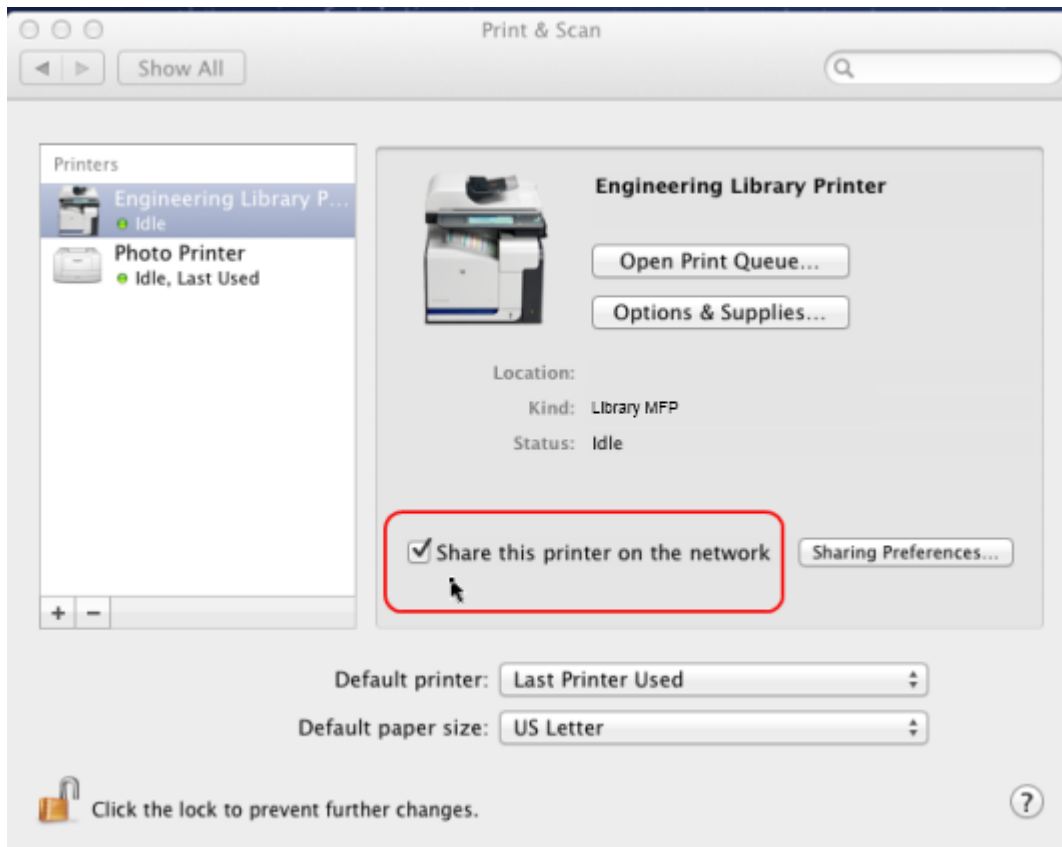 Print & Scan
Show All
Printers
Engineering Library P...
Idle
Photo Printer
Idle, Last Used
Engineering Library Printer
Open Print Queue...
Options & Supplies...
Location:
Kind: Library MFP
Status: Idle
Share this printer on the network
Sharing Preferences...
+ -
Default printer: Last Printer Used
Default paper size: US Letter
Click the lock to prevent further changes.
?